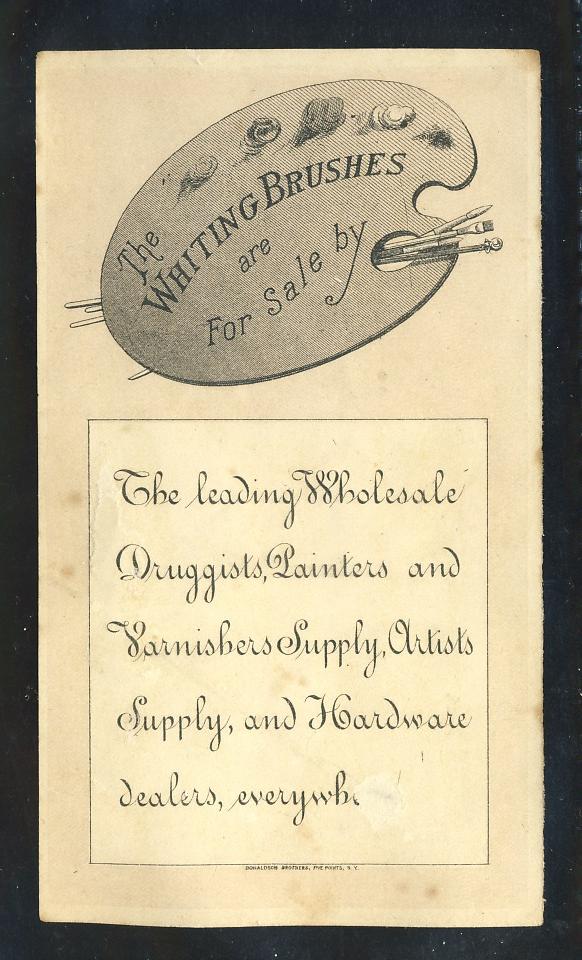 The
WHITING BRUSHES
are
For Sale by
The leading Wholesale
Druggists, Painters and
Varnishers Supply, Artists
Supply, and Hardware
dealers,
DONALDSON BROTHERS, FIVE POINTS, N. Y.